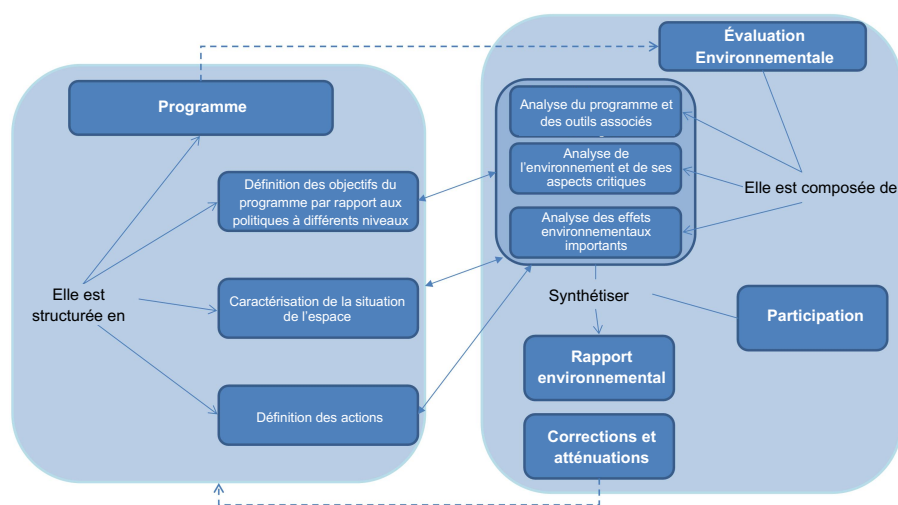 Programme
Définition des objectifs du
programme par rapport aux
politiques à différents niveaux
Elle est
structurée en
Caractérisation de la situation
de l'espace
Définition des actions
Évaluation
Environnementale
Analyse du programme et
des outils associés
Analyse de
l'environnement et de ses
aspects critiques
Elle est composée de
Analyse des effets
environnementaux
importants
Synthétiser
Participation
Rapport
environnemental
Corrections et
atténuations